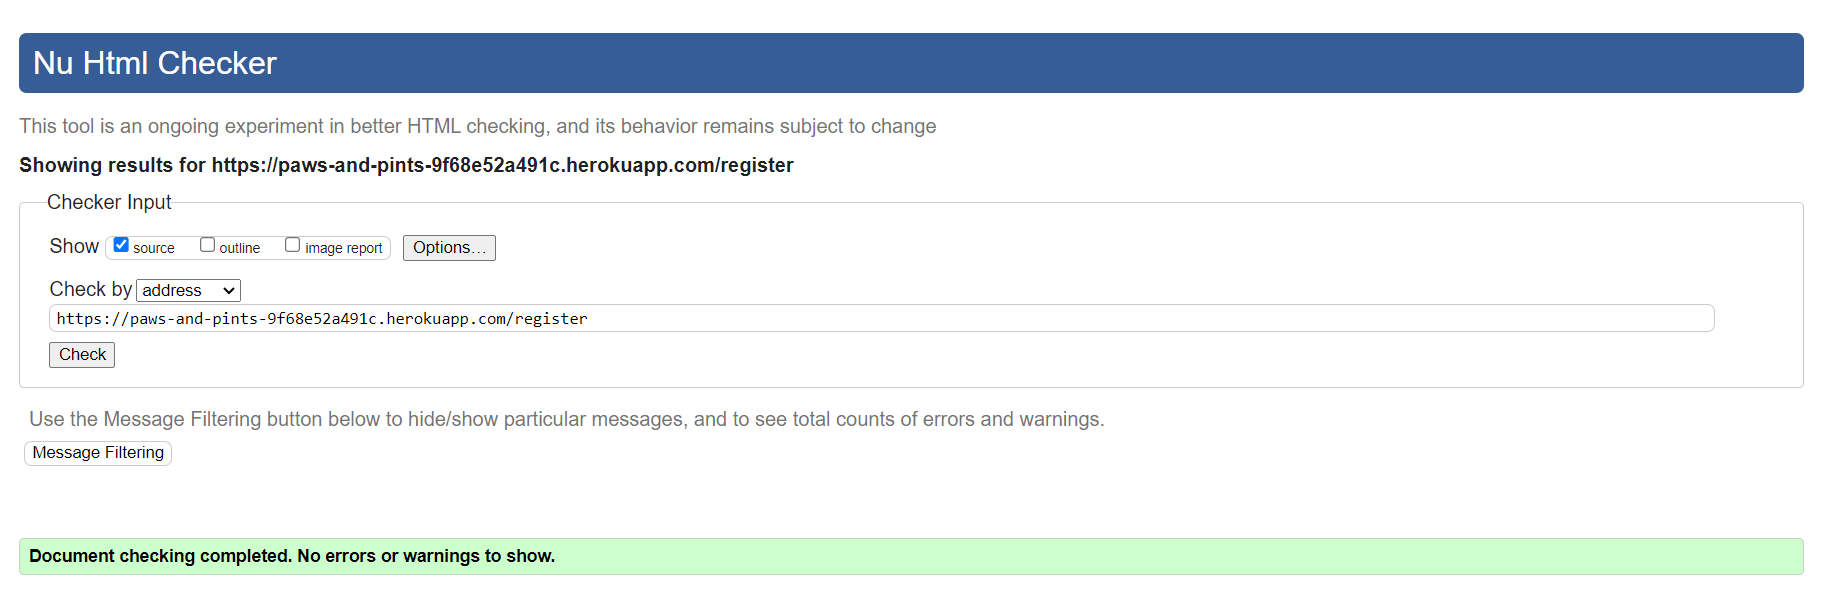 Nu Html Checker
This tool is an ongoing experiment in better HTML checking, and its behavior remains subject to change
Showing results for https://paws-and-pints-9f68e52a491c.herokuapp.com/register
Checker Input
Show source outline image report Options...
Check by address
https://paws-and-pints-9f68e52a491c.herokuapp.com/register
Check
Use the Message Filtering button below to hide/show particular messages, and to see total counts of errors and warnings.
Message Filtering
Document checking completed. No errors or warnings to show.